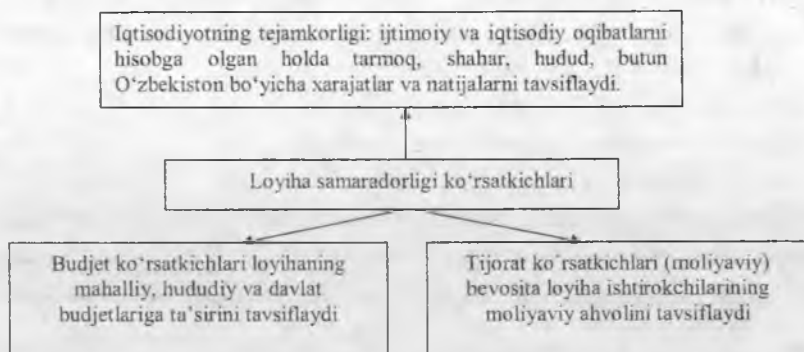 Iqtisodiyotning tejamkorligi: ijtimoiy va iqtisodiy oqibatlarni
hisobga olgan holda tarmoq, shahar, hudud, butun
O‘zbekiston bo‘yicha xarajatlar va natijalarni tavsiflaydi.
Loyiha samaradorligi ko‘rsatkichlari
Budjet ko‘rsatkichlari loyihaning
mahalliy, hududiy va davlat
budjetlariga ta’sirini tavsiflaydi
Tijorat ko‘rsatkichlari (moliyaviy)
bevosita loyiha ishtirokchilarining
moliyaviy ahvolini tavsiflaydi